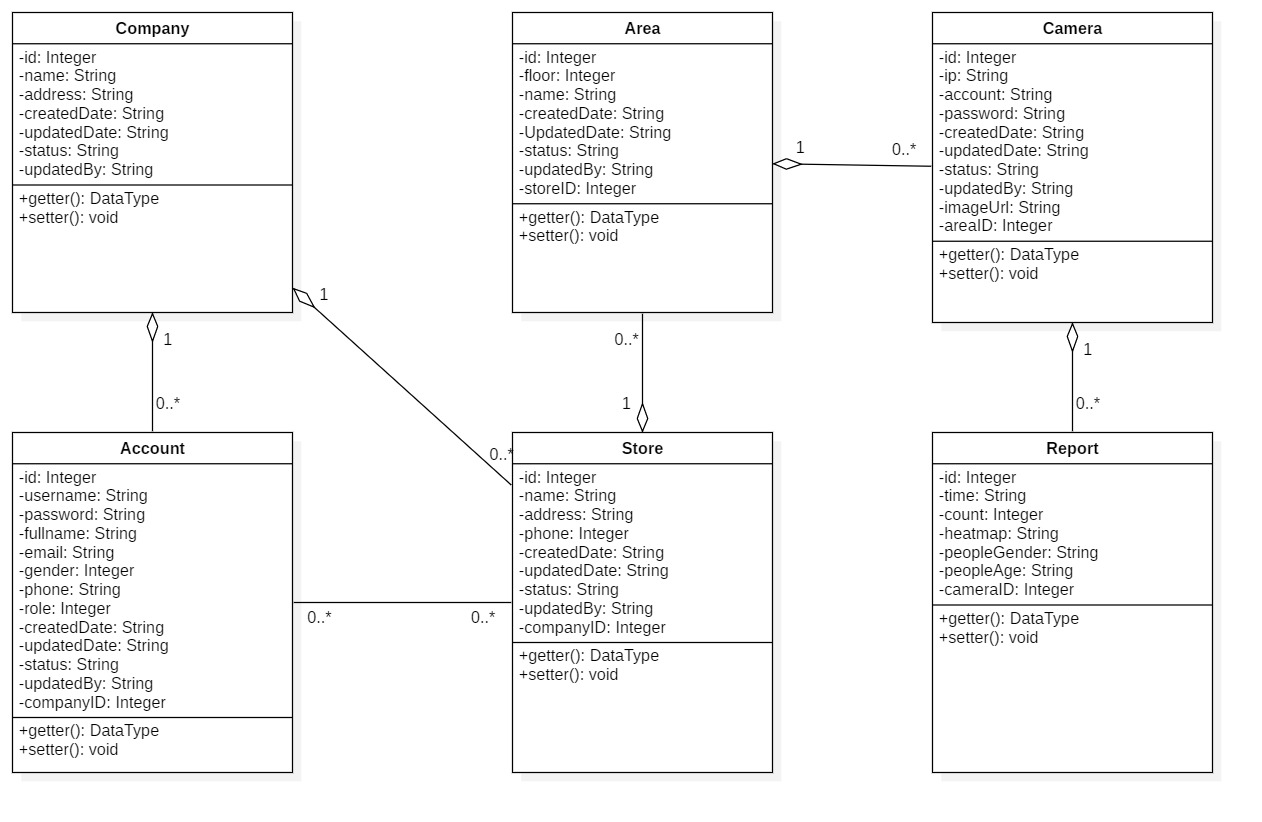 Company
-id: Integer
-name: String
-address: String
-createdDate: String
-updatedDate: String
-status: String
-updatedBy: String
+getter(): DataType
+setter(): void
Area
-id: Integer
-floor: Integer
-name: String
-createdDate: String
-UpdatedDate: String
-status: String
-updatedBy: String
-storeID: Integer
+getter(): DataType
+setter(): void
1
0..*
Camera
-id: Integer
-ip: String
-account: String
-password: String
-createdDate: String
-updatedDate: String
-status: String
-updatedBy: String
-imageUrl: String
-areaID: Integer
+getter(): DataType
+setter(): void
1
0..*
1
0..*
0..*
1
1
0..*
Account
-id: Integer
-username: String
-password: String
-fullname: String
-email: String
-gender: Integer
-phone: String
-role: Integer
-createdDate: String
-updatedDate: String
-status: String
-updatedBy: String
-companyID: Integer
+getter(): DataType
+setter(): void
0..*
0..*
Store
-id: Integer
-name: String
-address: String
-phone: Integer
-createdDate: String
-updatedDate: String
-status: String
-updatedBy: String
-companyID: Integer
+getter(): DataType
+setter(): void
Report
-id: Integer
-time: String
-count: Integer
-heatmap: String
-peopleGender: String
-peopleAge: String
-cameraID: Integer
+getter(): DataType
+setter(): void